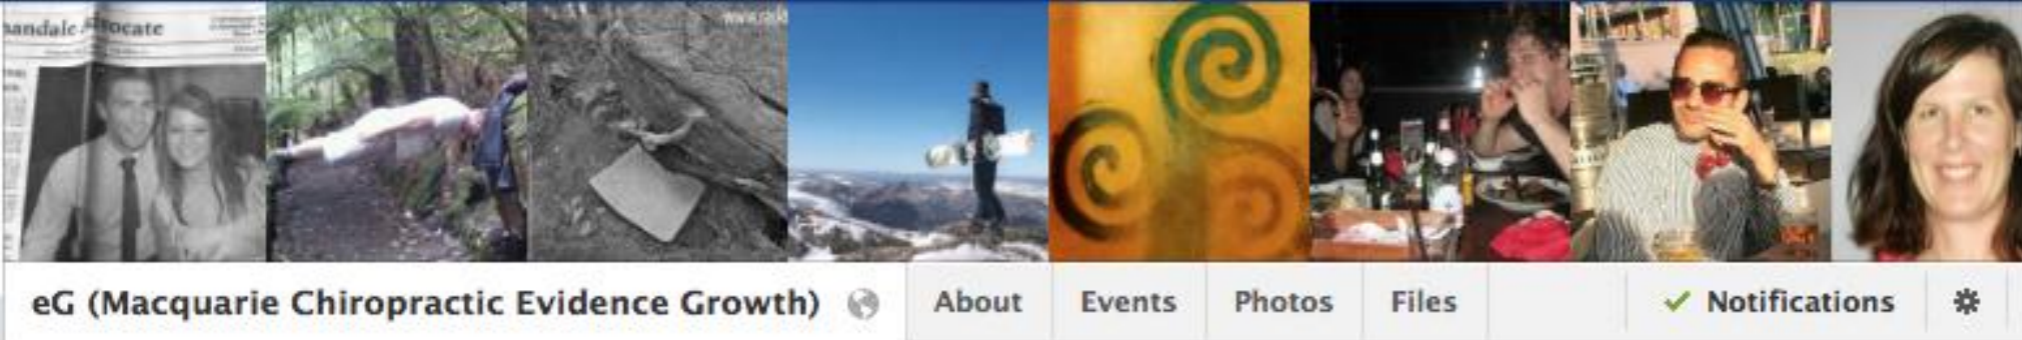 eG (Macquarie Chiropractic Evidence Growth)
About
Events
Photos
Files
Notifications